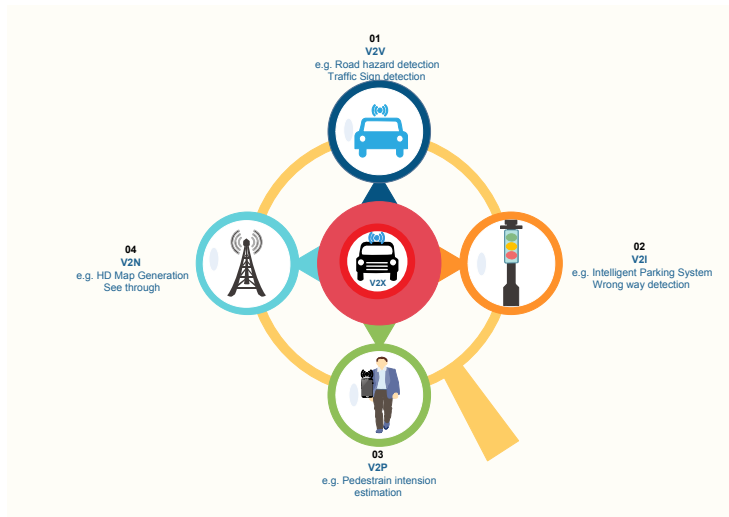 01
V2V
e.g. Road hazard detection
Traffic Sign detection
04
V2N
e.g. HD Map Generation
See through
V2X
02
V2I
e.g. Intelligent Parking System
Wrong way detection
03
V2P
e.g. Pedestrain intension
estimation